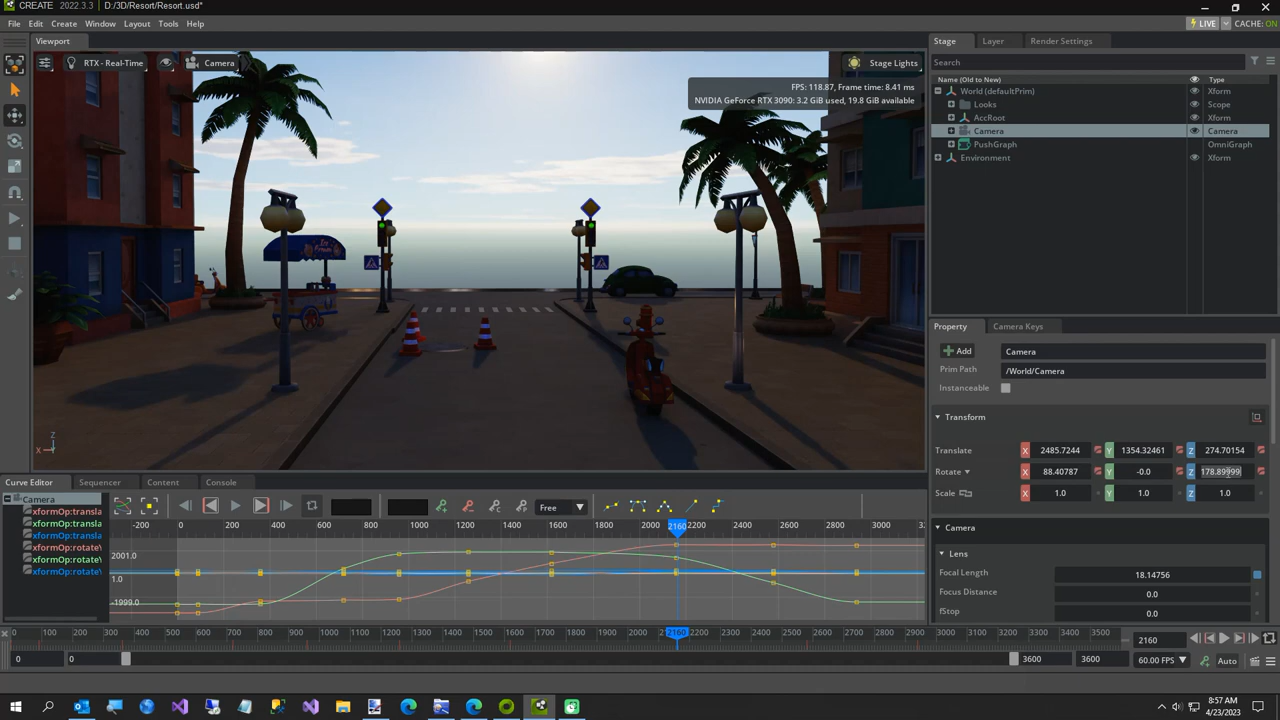 CREATE 2022.3.3 D:/3D/Resort/Resort.usd*
File Edit Create Window Layout Tools Help
LIVE CACHE: ON
Viewport
RTX - Real-Time Camera Stage Lights
FPS: 118.87, Frame time: 8.41 ms
NVIDIA GeForce RTX 3090: 3.2 GiB used, 19.8 GiB available
X Z
Stage Layer Render Settings
Search
Name (Old to New) Type
World (defaultPrim) Xform
Looks Scope
AccRoot Xform
Camera Camera
PushGraph OmniGraph
Environment Xform
Property Camera Keys
Add Camera
Prim Path /World/Camera
Instanceable
Transform
Translate X 2485.7244 Y 1354.32461 Z 274.70154
Rotate X 88.40787 Y -0.0 Z 178.89999
Scale X 1.0 Y 1.0 Z 1.0
Camera
Lens
Focal Length 18.14756
Focus Distance 0.0
fStop 0.0
Curve Editor Sequencer Content Console
Camera
xformOp:transla
xformOp:transla
xformOp:transla
xformOp:rotate
xformOp:rotate
xformOp:rotate
Free
-200 0 200 400 600 800 1000 1200 1400 1600 1800 2000 2160 2200 2400 2600 2800 3000
2001.0
1.0
-1999.0
0 100 200 300 400 500 600 700 800 900 1000 1100 1200 1300 1400 1500 1600 1700 1800 1900 2000 2160 2200 2300 2400 2500 2600 2700 2800 2900 3000 3100 3200 3300 3400 3500
2160
0 0 3600 3600 60.00 FPS Auto
8:57 AM
4/23/2023